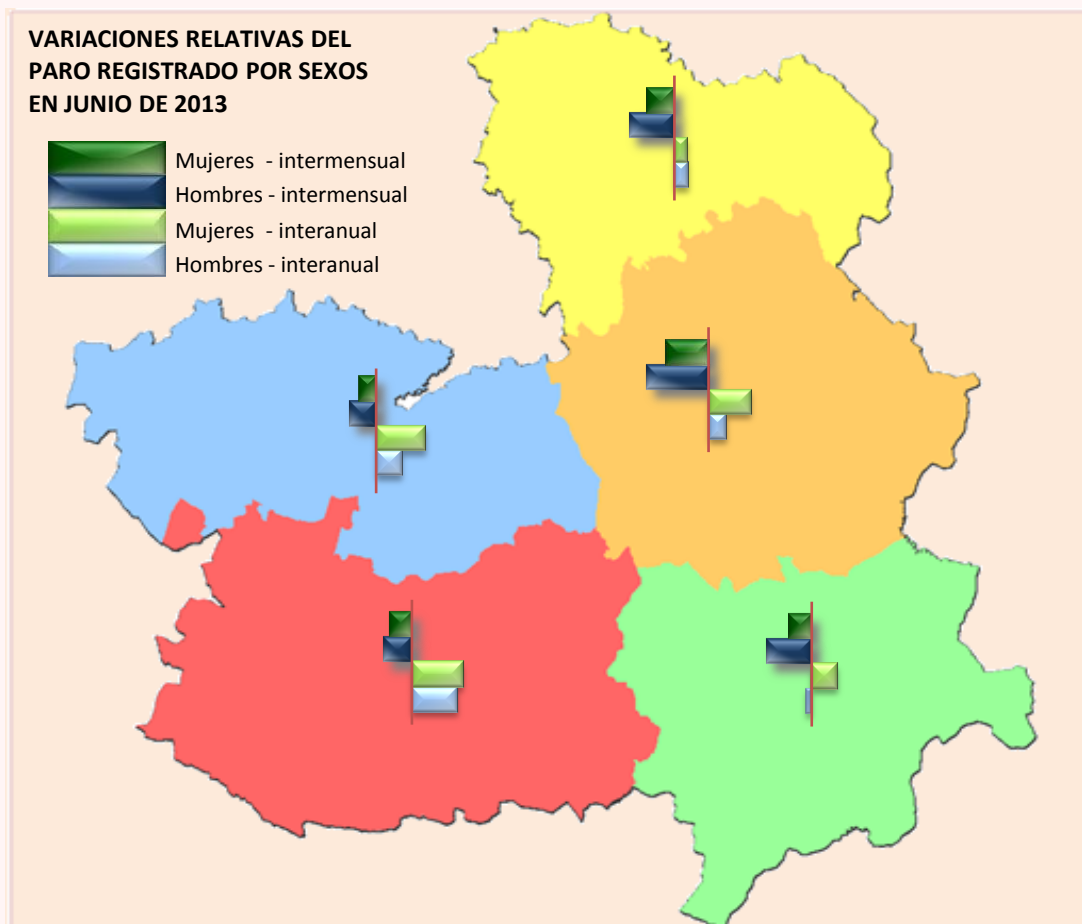 VARIACIONES RELATIVAS DEL
PARO REGISTRADO POR SEXOS
EN JUNIO DE 2013
Mujeres - intermensual
Hombres - intermensual
Mujeres - interanual
Hombres - interanual